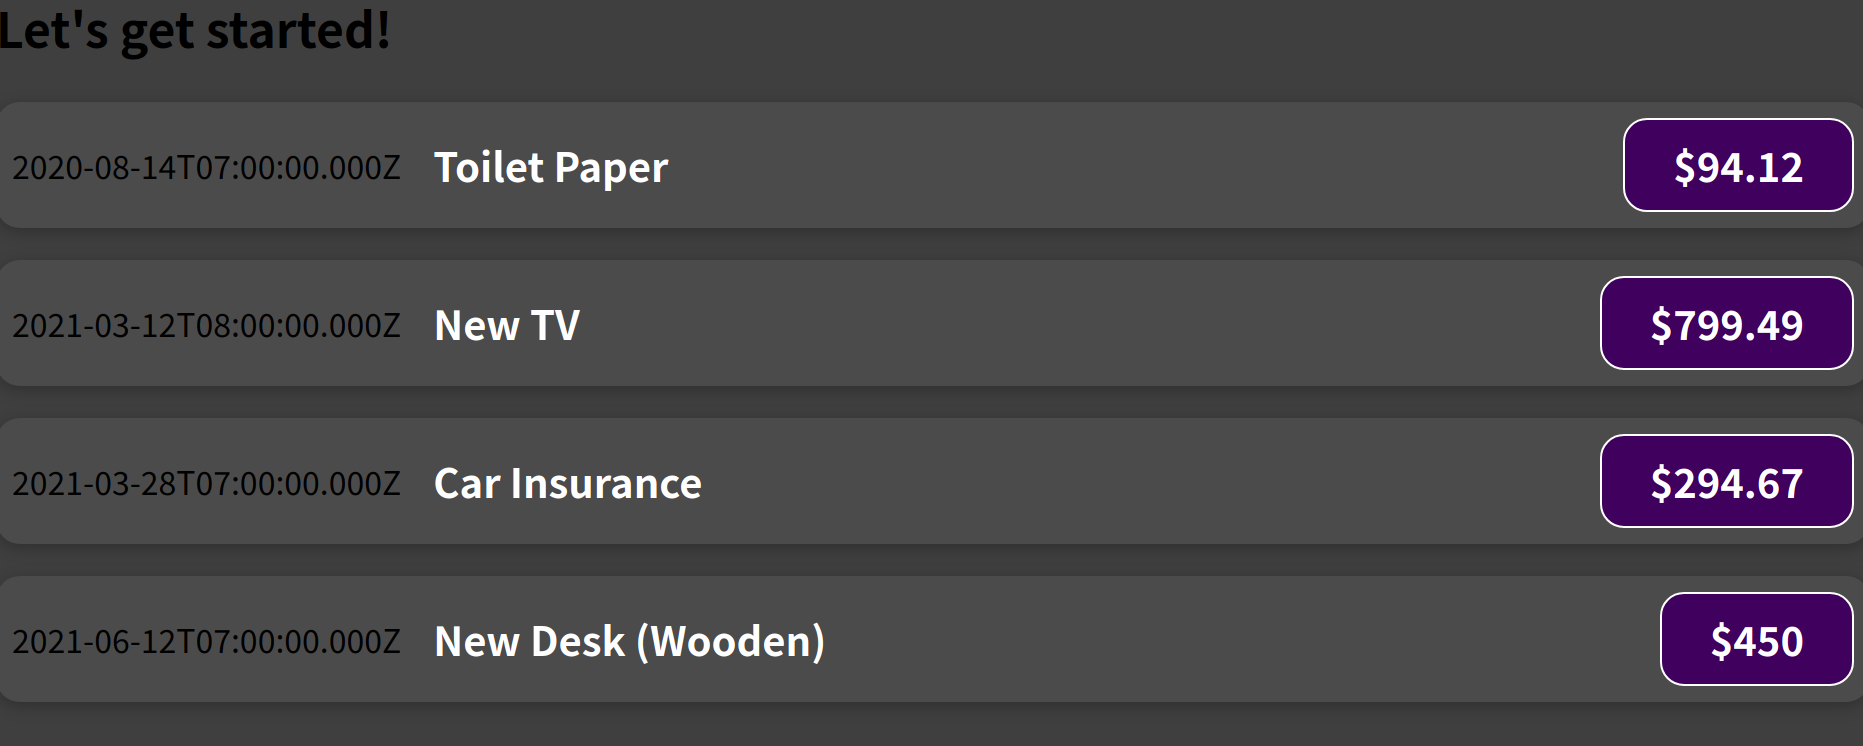 Let's get started!
2020-08-14T07:00:00.000Z Toilet Paper $94.12
2021-03-12T08:00:00.000Z New TV $799.49
2021-03-28T07:00:00.000Z Car Insurance $294.67
2021-06-12T07:00:00.000Z New Desk (Wooden) $450